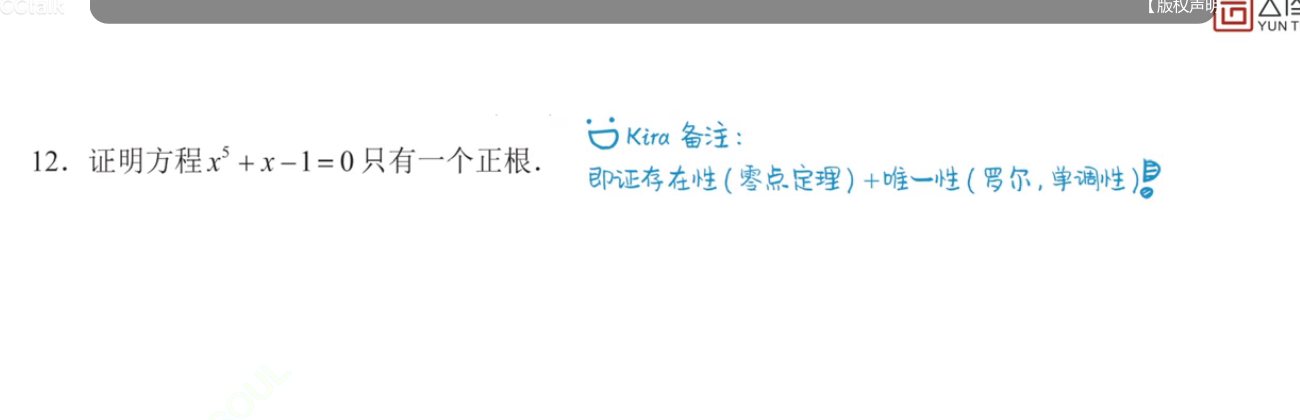 CCtalk
【版权声明
YUN T
Kira 备注：
12．证明方程 x⁵ + x − 1 = 0 只有一个正根．
即证存在性（零点定理）+唯一性（罗尔，单调性）！
SOUL